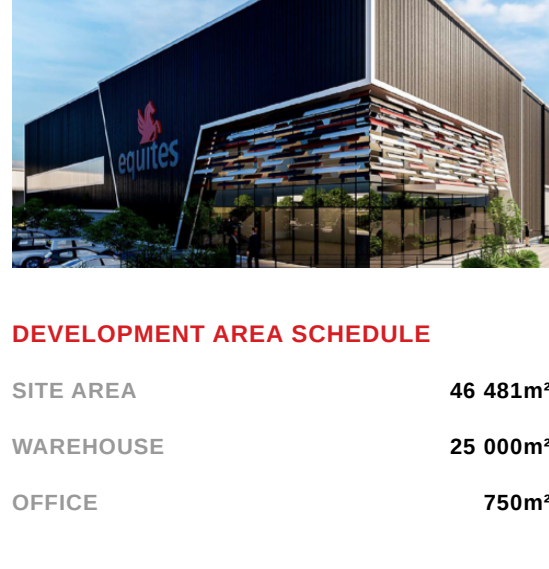 equites
DEVELOPMENT AREA SCHEDULE
SITE AREA 46 481m²
WAREHOUSE 25 000m²
OFFICE 750m²